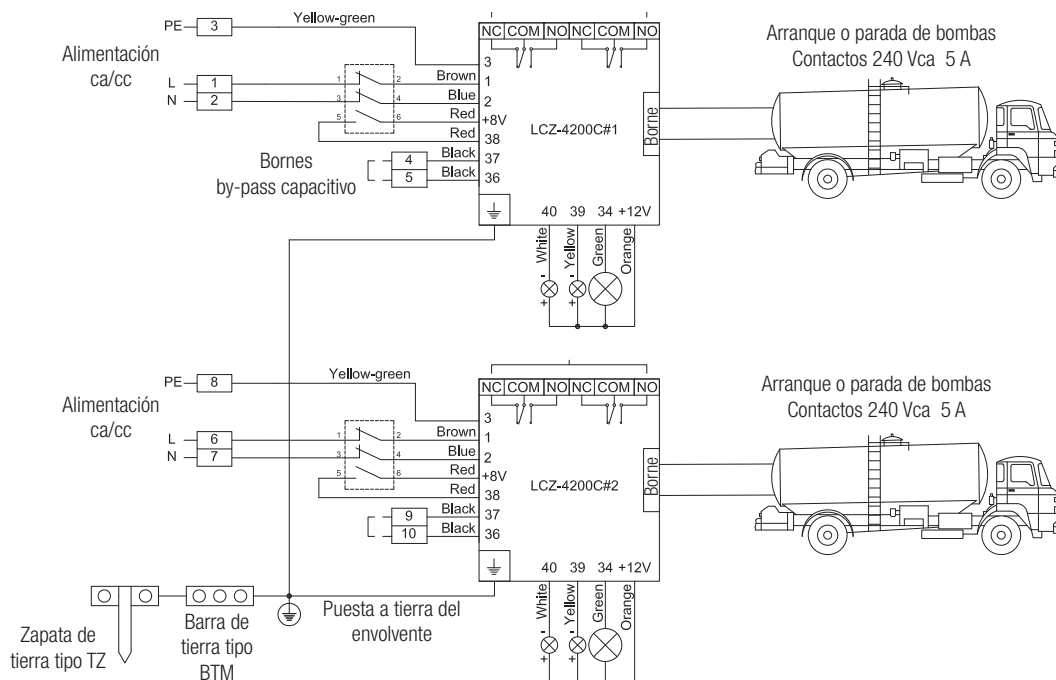 PE 3 Yellow-green
Alimentación
ca/cc
L 1
N 2
1 2
3 4
5 6
Brown
Blue
Red
Red
Black
Black
4
5
Bornes
by-pass capacitivo
NC COM NO NC COM NO
3
1
2
+8V
38
37
36
LCZ-4200C#1
Borne
40 39 34 +12V
- White
- Yellow
Green
Orange
+
+
Arranque o parada de bombas
Contactos 240 Vca 5 A
PE 8 Yellow-green
Alimentación
ca/cc
L 6
N 7
1 2
3 4
5 6
Brown
Blue
Red
Red
Black
Black
9
10
NC COM NO NC COM NO
3
1
2
+8V
38
37
36
LCZ-4200C#2
Borne
40 39 34 +12V
- White
- Yellow
Green
Orange
+
+
Arranque o parada de bombas
Contactos 240 Vca 5 A
Zapata de
tierra tipo TZ
Barra de
tierra tipo
BTM
Puesta a tierra del
envolvente